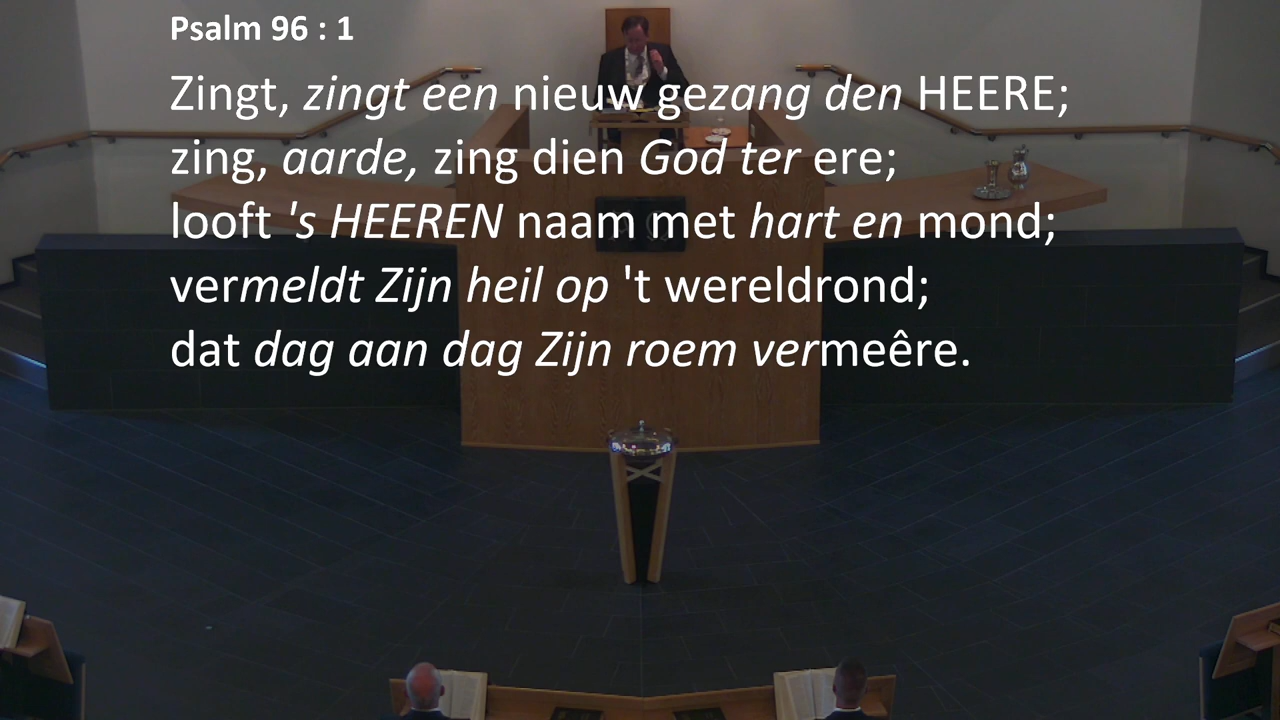 Psalm 96 : 1
Zingt, zingt een nieuw gezang den HEERE;
zing, aarde, zing dien God ter ere;
looft 's HEEREN naam met hart en mond;
vermeldt Zijn heil op 't wereldrond;
dat dag aan dag Zijn roem vermeêre.